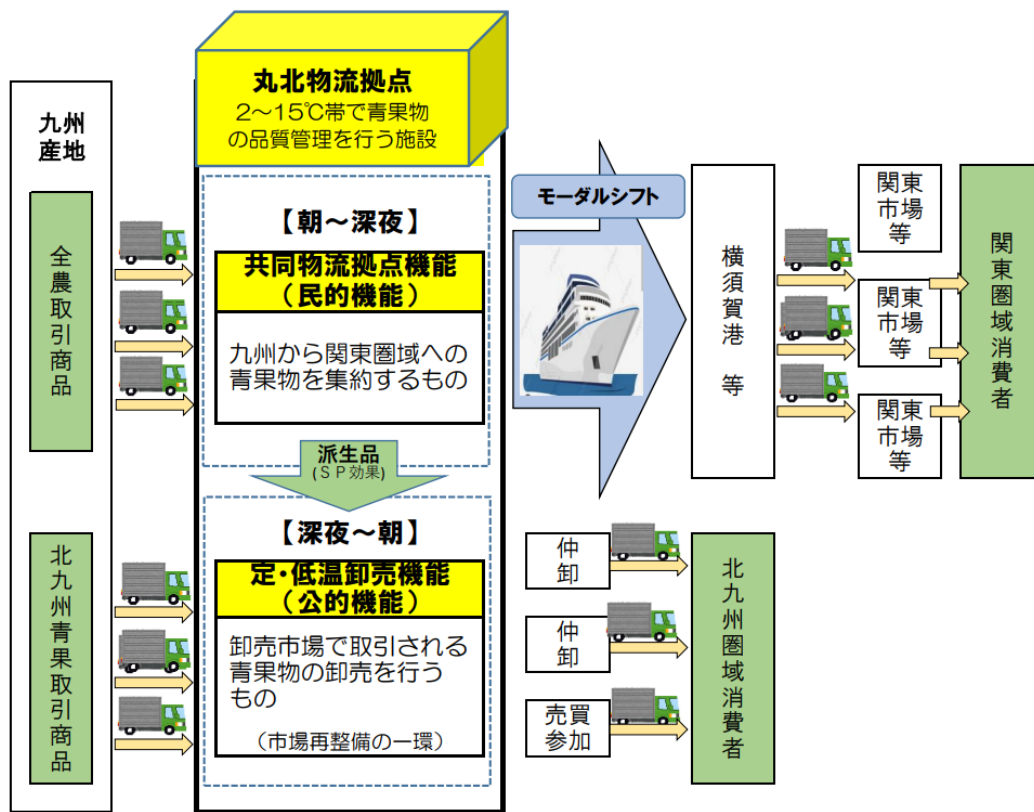 丸北物流拠点
2～15℃帯で青果物
の品質管理を行う施設
九州
産地
全農取引商品
北九州青果取引商品
【朝～深夜】
共同物流拠点機能
（民的機能）
九州から関東圏域への
青果物を集約するもの
派生品
(ＳＰ効果)
【深夜～朝】
定・低温卸売機能
（公的機能）
卸売市場で取引される
青果物の卸売を行う
もの
（市場再整備の一環）
モーダルシフト
横須賀港　等
関東
市場
等
関東
市場
等
関東
市場
等
関東圏域消費者
仲
卸
仲
卸
売買
参加
北九州圏域消費者